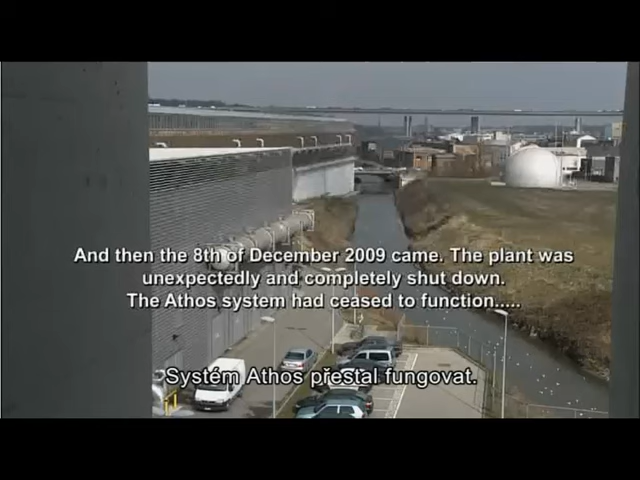 And then the 8th of December 2009 came. The plant was
unexpectedly and completely shut down.
The Athos system had ceased to function.....
Systém Athos přestal fungovat.